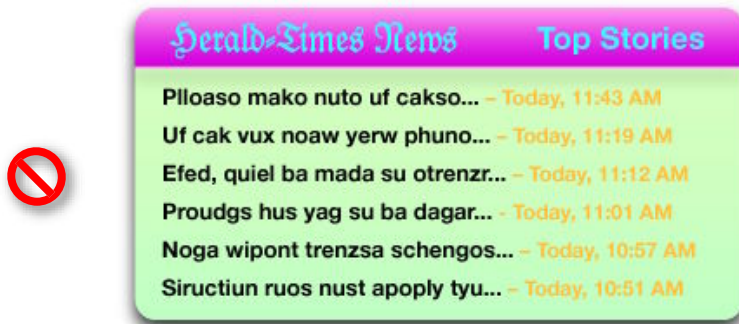 Herald-Times News Top Stories
Plloaso mako nuto uf cakso... – Today, 11:43 AM
Uf cak vux noaw yerw phuno... – Today, 11:19 AM
Efed, quiel ba mada su otrenzr... – Today, 11:12 AM
Proudgs hus yag su ba dagar... - Today, 11:01 AM
Noga wipont trenzsa schengos... – Today, 10:57 AM
Siructiun ruos nust apoply tyu... – Today, 10:51 AM